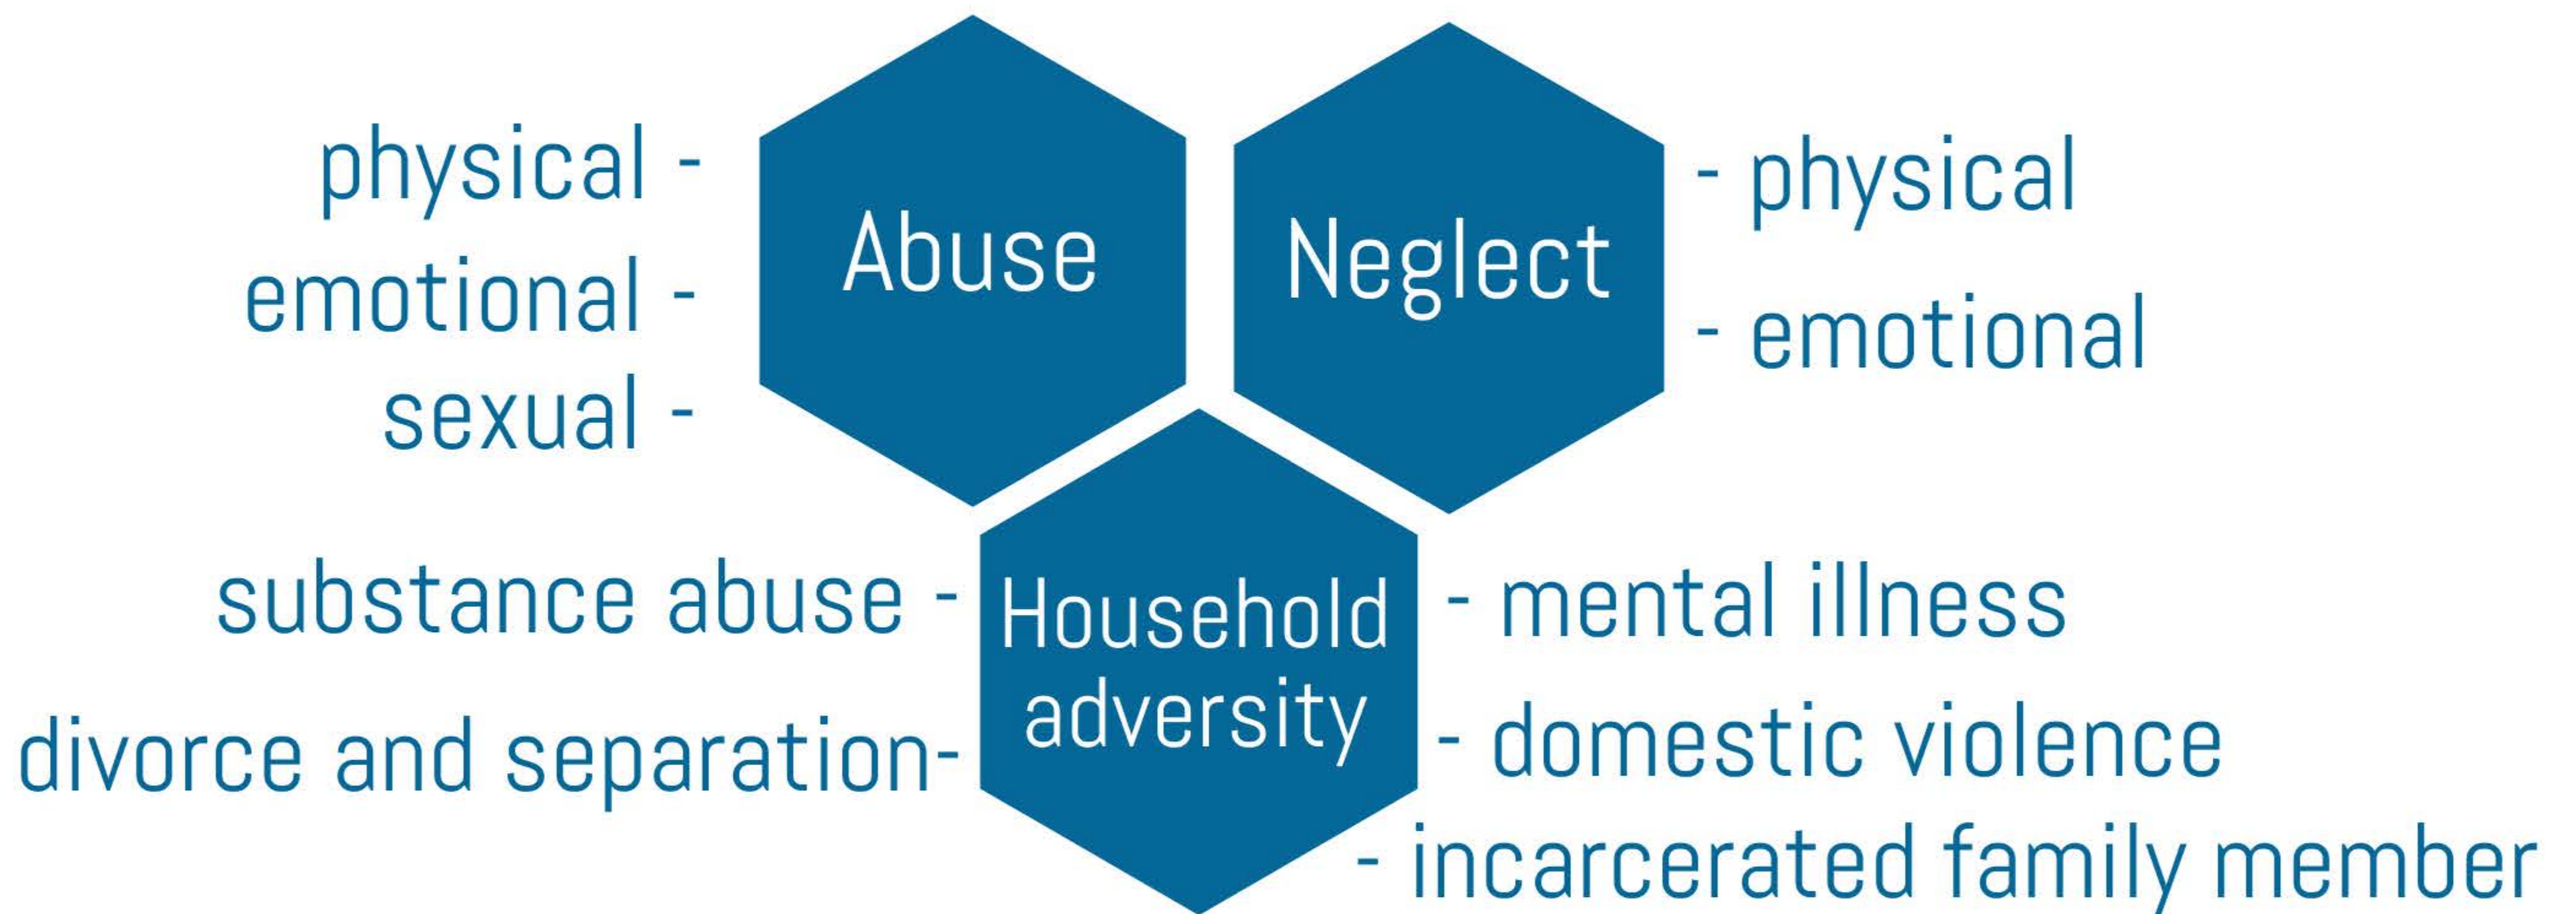 physical -
emotional -
sexual -
Abuse
Neglect
- physical
- emotional
substance abuse -
divorce and separation-
Household
adversity
- mental illness
- domestic violence
- incarcerated family member